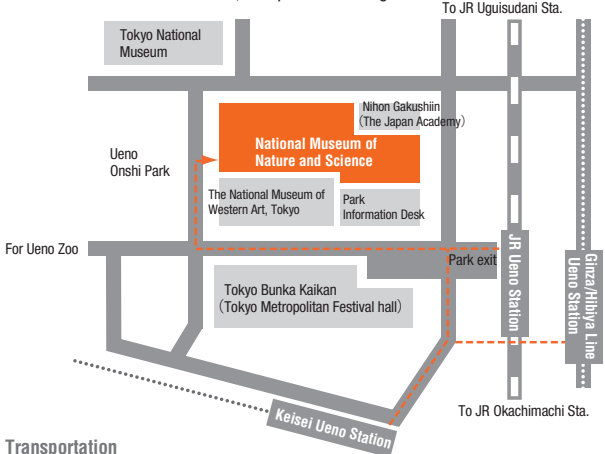 To JR Uguisudani Sta.
Tokyo National
Museum
Nihon Gakushiin
(The Japan Academy)
National Museum of
Nature and Science
Ueno
Onshi Park
The National Museum of
Western Art, Tokyo
Park
Information Desk
For Ueno Zoo
Park exit
JR Ueno Station
Ginza/Hibiya Line
Ueno Station
Tokyo Bunka Kaikan
(Tokyo Metropolitan Festival hall)
Keisei Ueno Station
To JR Okachimachi Sta.
Transportation